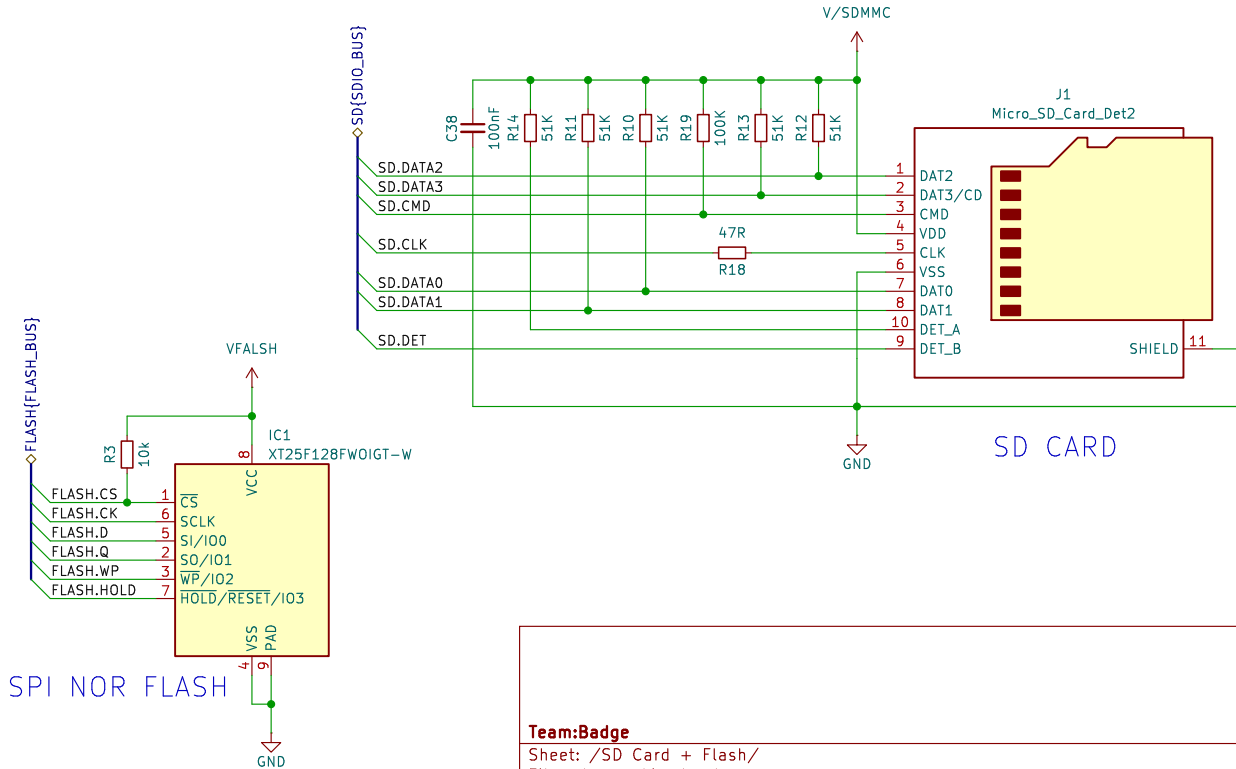 V/SDMMC
SD{SDIO_BUS}
C38
100nF
R14
51K
R11
51K
R10
51K
R19
100K
R13
51K
R12
51K
J1
Micro_SD_Card_Det2
SD.DATA2
1
DAT2
SD.DATA3
2
DAT3/CD
SD.CMD
3
CMD
4
VDD
47R
SD.CLK
R18
5
CLK
6
VSS
SD.DATA0
7
DAT0
SD.DATA1
8
DAT1
10
DET_A
SD.DET
9
DET_B
SHIELD
11
GND
SD CARD
FLASH{FLASH_BUS}
VFALSH
R3
10k
IC1
XT25F128FWOIGT-W
8
VCC
FLASH.CS
1
CS
FLASH.CK
6
SCLK
FLASH.D
5
SI/IO0
FLASH.Q
2
SO/IO1
FLASH.WP
3
WP/IO2
FLASH.HOLD
7
HOLD/RESET/IO3
VSS
PAD
4
9
GND
SPI NOR FLASH
Team:Badge
Sheet: /SD Card + Flash/